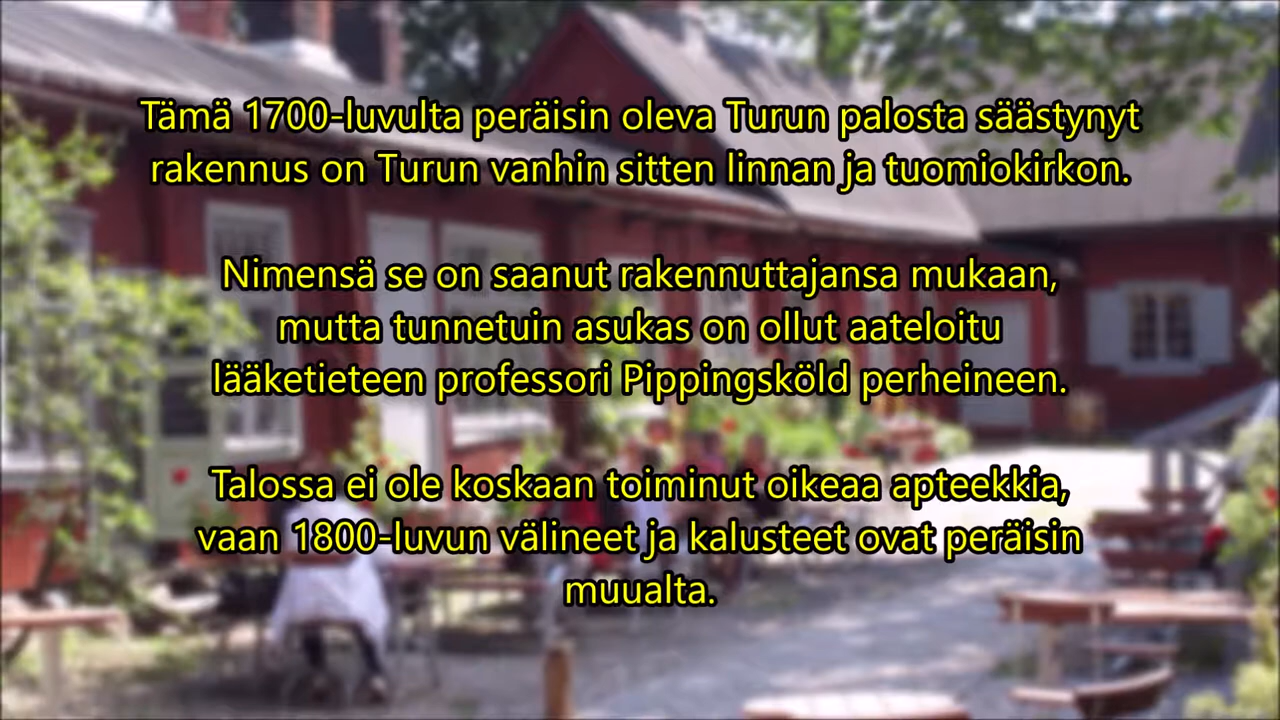 Tämä 1700-luvulta peräisin oleva Turun palosta säästynyt
rakennus on Turun vanhin sitten linnan ja tuomiokirkon.
Nimensä se on saanut rakennuttajansa mukaan,
mutta tunnetuin asukas on ollut aateloitu
lääketieteen professori Pippingsköld perheineen.
Talossa ei ole koskaan toiminut oikeaa apteekkia,
vaan 1800-luvun välineet ja kalusteet ovat peräisin
muualta.